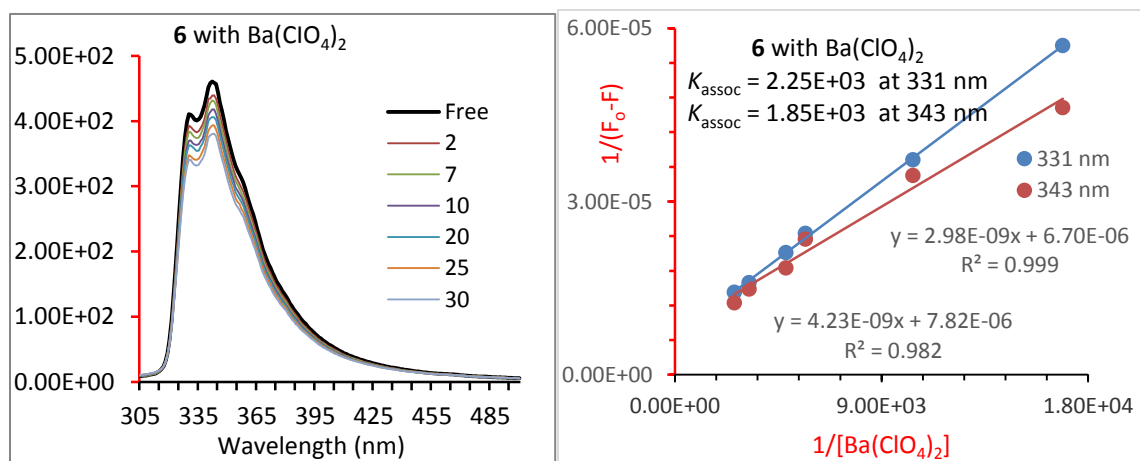 6 with Ba(ClO4)2
5.00E+02
4.00E+02
3.00E+02
2.00E+02
1.00E+02
0.00E+00
Free
2
7
10
20
25
30
305 325 345 365 395 425 455 485
Wavelength (nm)
6 with Ba(ClO4)2
Kassoc = 2.25E+03 at 331 nm
Kassoc = 1.85E+03 at 343 nm
6.00E-05
3.00E-05
0.00E+00
1/(Fo-F)
331 nm
343 nm
y = 2.98E-09x + 6.70E-06
R² = 0.999
y = 4.23E-09x + 7.82E-06
R² = 0.982
0.00E+00 9.00E+03 1.80E+04
1/[Ba(ClO4)2]